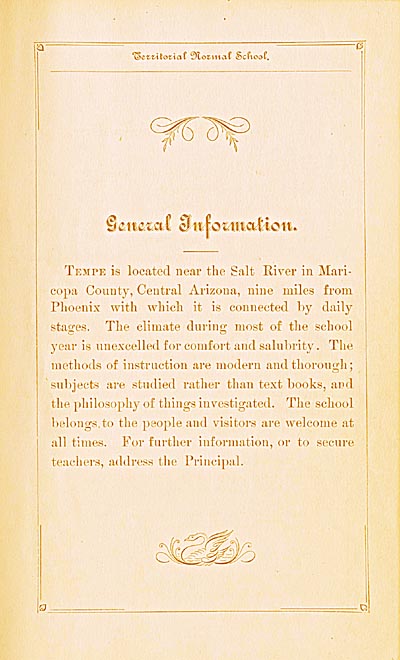 Territorial Normal School.
General Information.
TEMPE is located near the Salt River in Mari-
copa County, Central Arizona, nine miles from
Phoenix with which it is connected by daily
stages. The climate during most of the school
year is unexcelled for comfort and salubrity. The
methods of instruction are modern and thorough;
subjects are studied rather than text books, and
the philosophy of things investigated. The school
belongs to the people and visitors are welcome at
all times. For further information, or to secure
teachers, address the Principal.